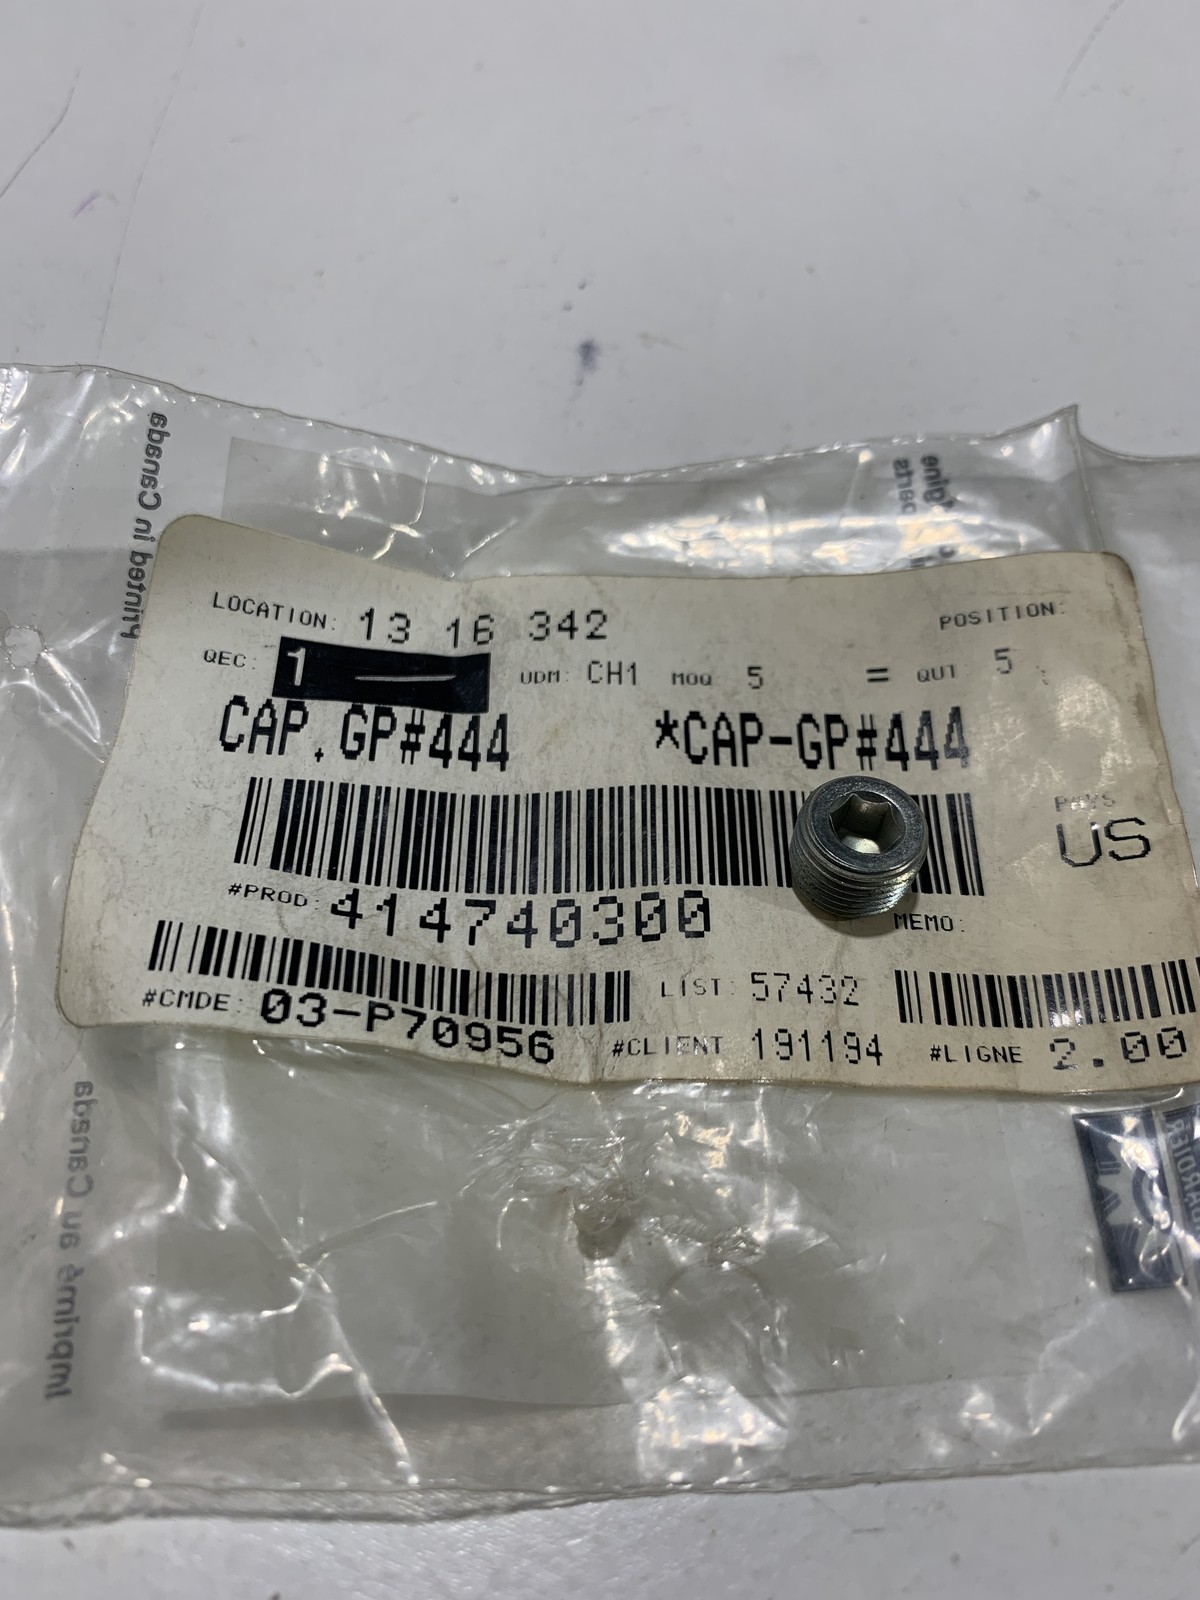 Printed in Canada
LOCATION: 13 16 342
POSITION:
QEC: 1
UDM: CH1 MOQ 5 = QUT 5
CAP.GP#444 *CAP-GP#444
PAYS
US
#PROD: 414740300
MEMO:
LIST: 57432
#CMDE: 03-P70956
#CLIENT 191194 #LIGNE 2.00
Imprimé au Canada